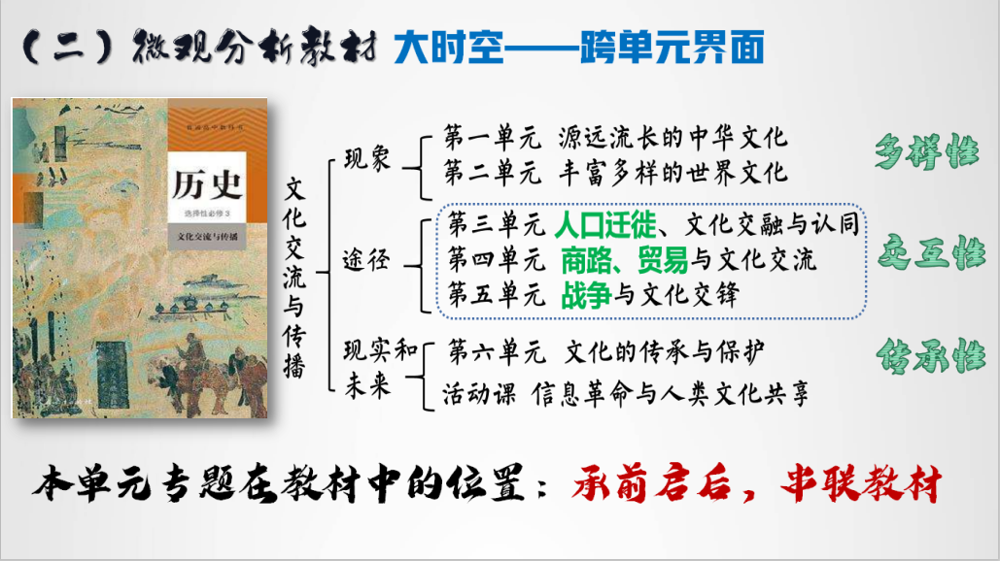 （二）微观分析教材 大时空——跨单元界面
普通高中教科书
历史
选择性必修3
文化交流与传播
人民教育出版社
文化交流与传播
现象
第一单元 源远流长的中华文化
第二单元 丰富多样的世界文化
多样性
途径
第三单元 人口迁徙、文化交融与认同
第四单元 商路、贸易与文化交流
第五单元 战争与文化交锋
交互性
现实和
未来
第六单元 文化的传承与保护
活动课 信息革命与人类文化共享
传承性
本单元专题在教材中的位置：承前启后，串联教材